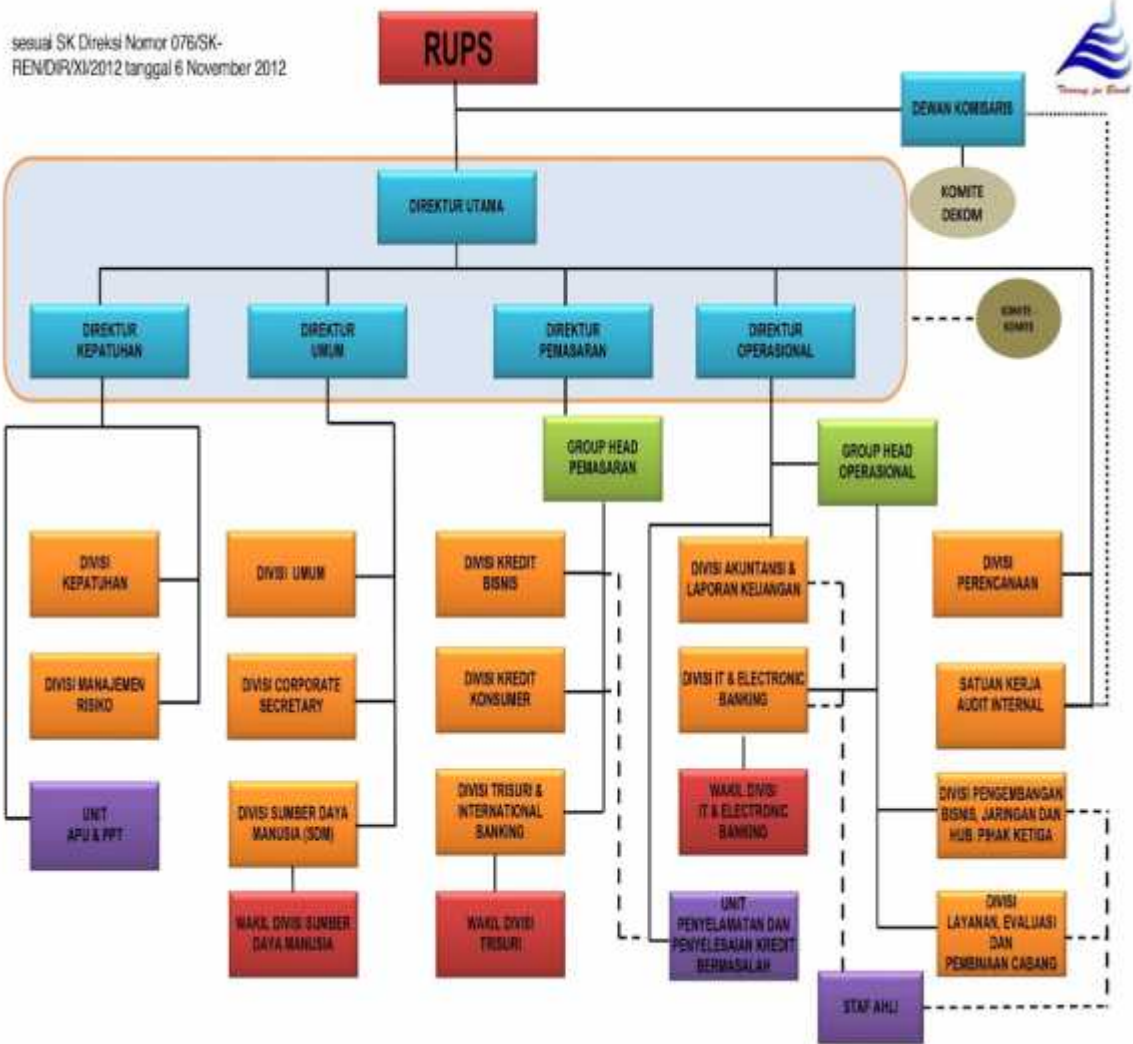 sesuai SK Direksi Nomor 076/SK-
REN/DIR/XI/2012 tanggal 6 November 2012
RUPS
DEWAN KOMISARIS
KOMITE
DEKOM
DIREKTUR UTAMA
KOMITE -
KOMITE
DIREKTUR
KEPATUHAN
DIREKTUR
UMUM
DIREKTUR
PEMASARAN
DIREKTUR
OPERASIONAL
GROUP HEAD
PEMASARAN
GROUP HEAD
OPERASIONAL
DIVISI
KEPATUHAN
DIVISI UMUM
DIVISI KREDIT
BISNIS
DIVISI AKUNTANSI &
LAPORAN KEUANGAN
DIVISI
PERENCANAAN
DIVISI MANAJEMEN
RISIKO
DIVISI CORPORATE
SECRETARY
DIVISI KREDIT
KONSUMER
DIVISI IT & ELECTRONIC
BANKING
SATUAN KERJA
AUDIT INTERNAL
UNIT
APU & PPT
DIVISI SUMBER DAYA
MANUSIA (SDM)
DIVISI TRISURI &
INTERNATIONAL
BANKING
WAKIL DIVISI
IT & ELECTRONIC
BANKING
DIVISI PENGEMBANGAN
BISNIS, JARINGAN DAN
HUB. PIHAK KETIGA
WAKIL DIVISI SUMBER
DAYA MANUSIA
WAKIL DIVISI
TRISURI
UNIT
PENYELAMATAN DAN
PENYELESAIAN KREDIT
BERMASALAH
DIVISI
LAYANAN, EVALUASI
DAN
PEMBINAAN CABANG
STAF AHLI